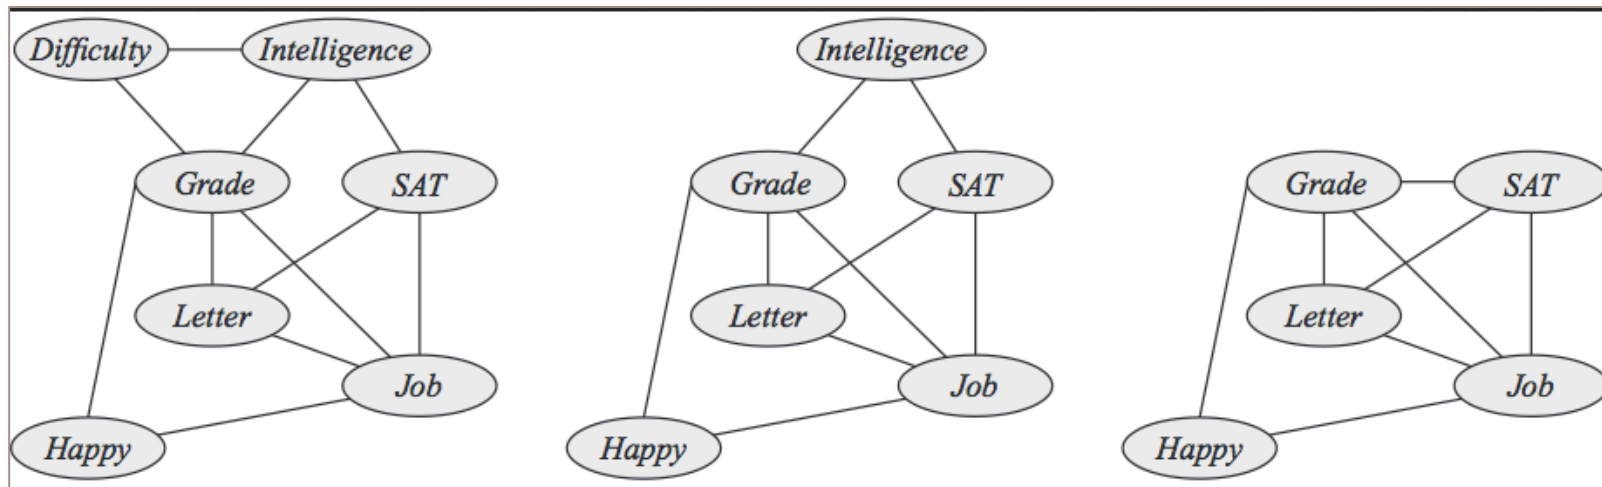 Difficulty Intelligence Intelligence
Grade SAT Grade SAT Grade SAT
Letter Letter Letter
Job Job Job
Happy Happy Happy